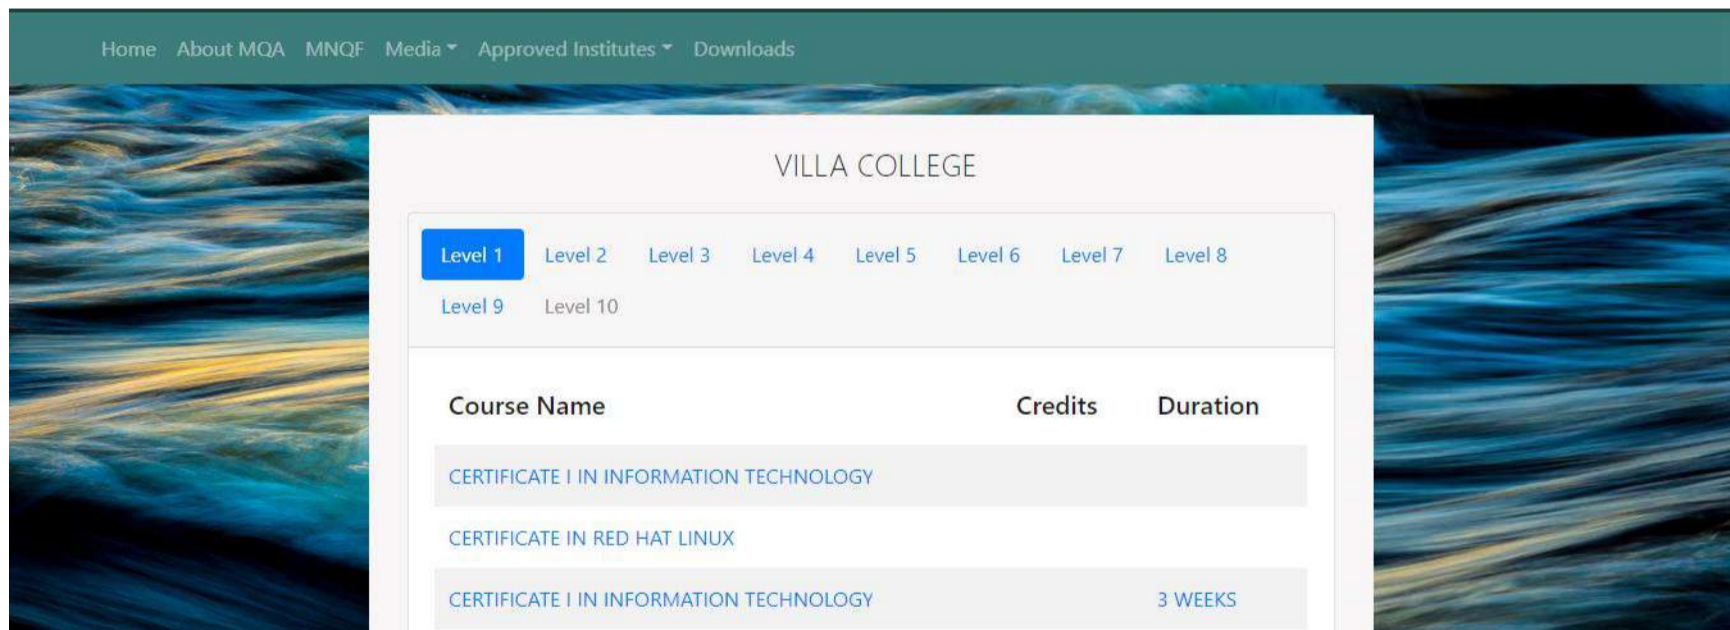 Home About MQA MNQF Media Approved Institutes Downloads
VILLA COLLEGE
Level 1 Level 2 Level 3 Level 4 Level 5 Level 6 Level 7 Level 8
Level 9 Level 10
Course Name Credits Duration
CERTIFICATE I IN INFORMATION TECHNOLOGY
CERTIFICATE IN RED HAT LINUX
CERTIFICATE I IN INFORMATION TECHNOLOGY 3 WEEKS